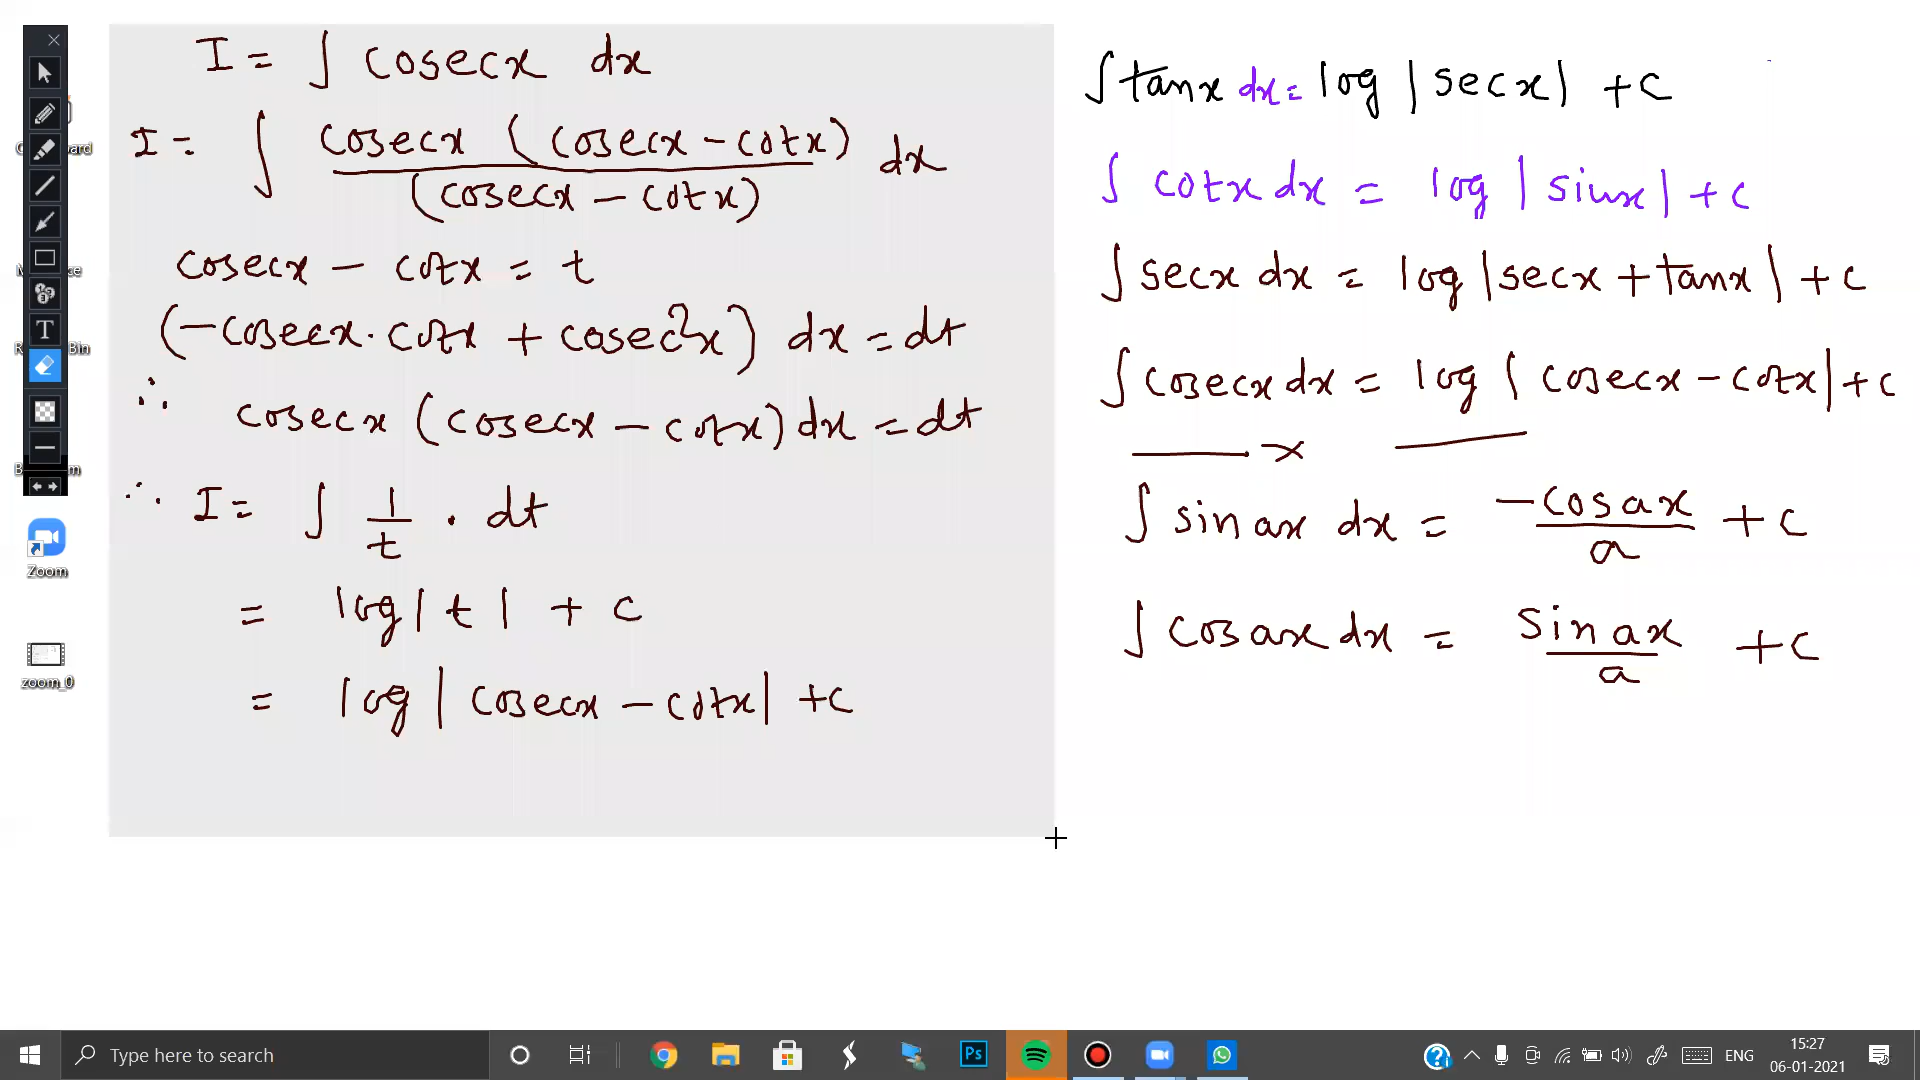 I = ∫ cosecx dx
I = ∫ cosecx (cosecx - cotx) / (cosecx - cotx) dx
cosecx - cotx = t
(-cosecx . cotx + cosec²x) dx = dt
∴ cosecx (cosecx - cotx) dx = dt
∴ I = ∫ 1/t . dt
= log|t| + c
= log|cosecx - cotx| + c
∫ tanx dx = log|secx| + c
∫ cotx dx = log|sinx| + c
∫ secx dx = log|secx + tanx| + c
∫ cosecx dx = log|cosecx - cotx| + c
—— x ——
∫ sin ax dx = -cos ax / a + c
∫ cos ax dx = sin ax / a + c
T
Zoom
zoom_0
Type here to search
Ps
ENG
15:27
06-01-2021